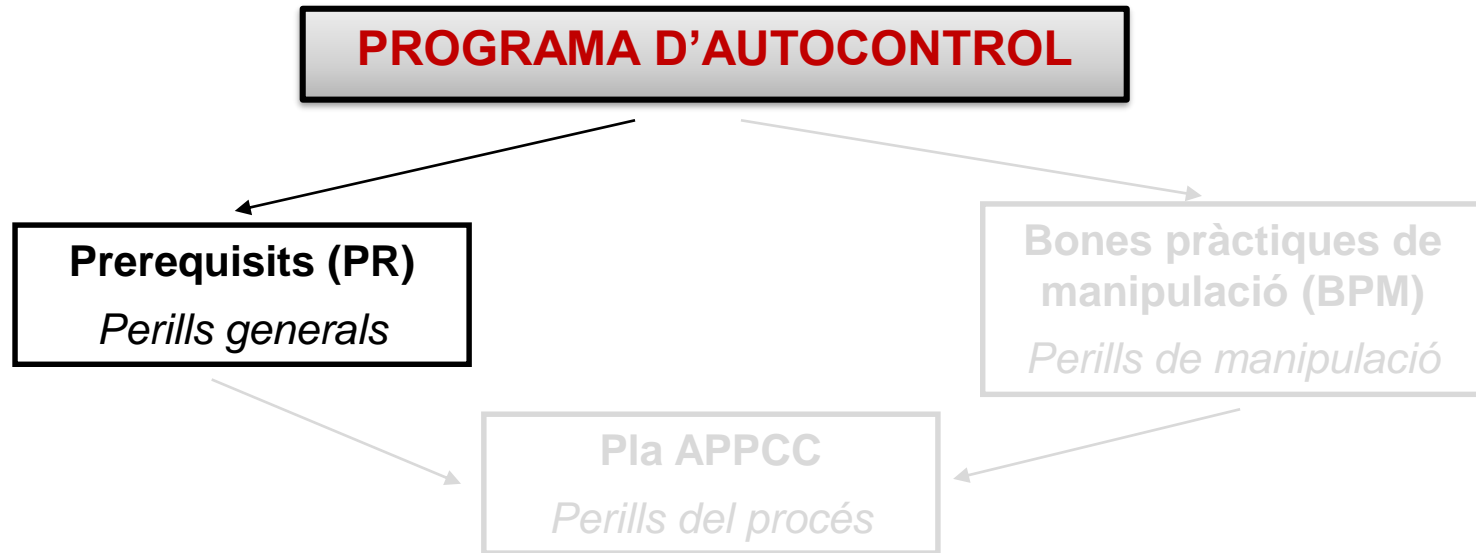 PROGRAMA D’AUTOCONTROL
Prerequisits (PR)
Perills generals
Bones pràctiques de
manipulació (BPM)
Perills de manipulació
Pla APPCC
Perills del procés